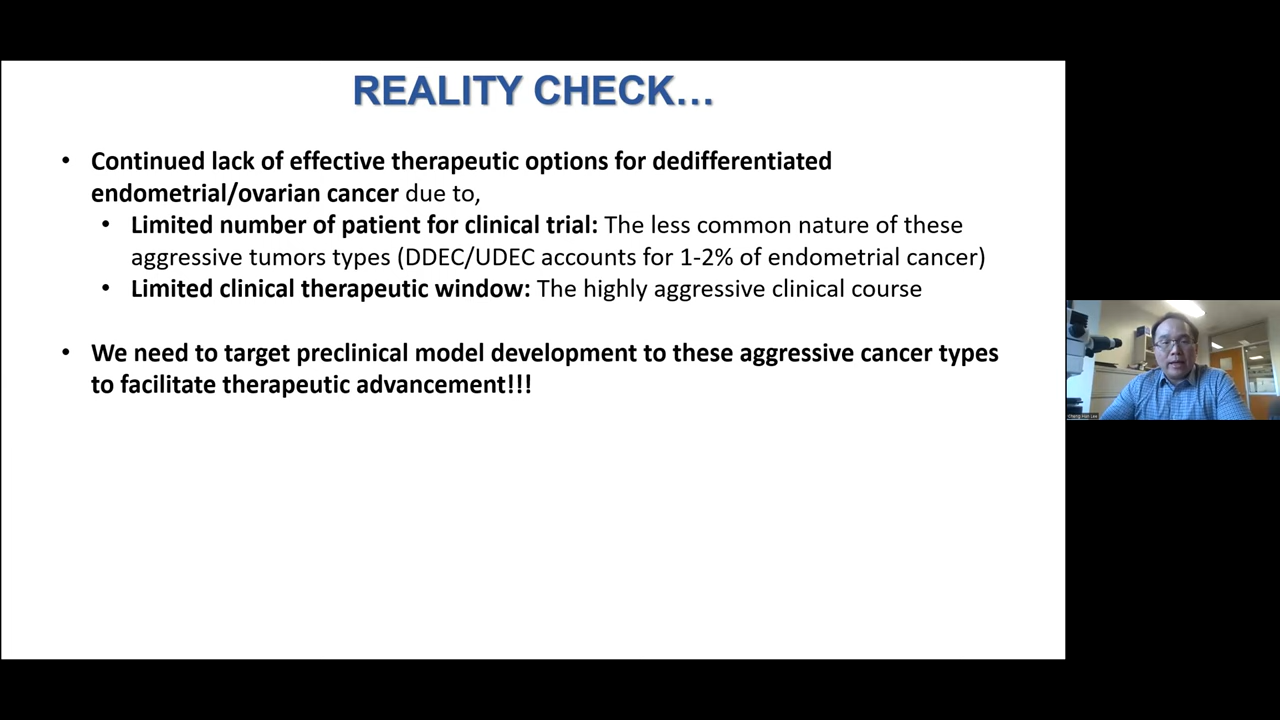 REALITY CHECK...
• Continued lack of effective therapeutic options for dedifferentiated
endometrial/ovarian cancer due to,
• Limited number of patient for clinical trial: The less common nature of these
aggressive tumors types (DDEC/UDEC accounts for 1-2% of endometrial cancer)
• Limited clinical therapeutic window: The highly aggressive clinical course
• We need to target preclinical model development to these aggressive cancer types
to facilitate therapeutic advancement!!!
Cheng-Han Lee